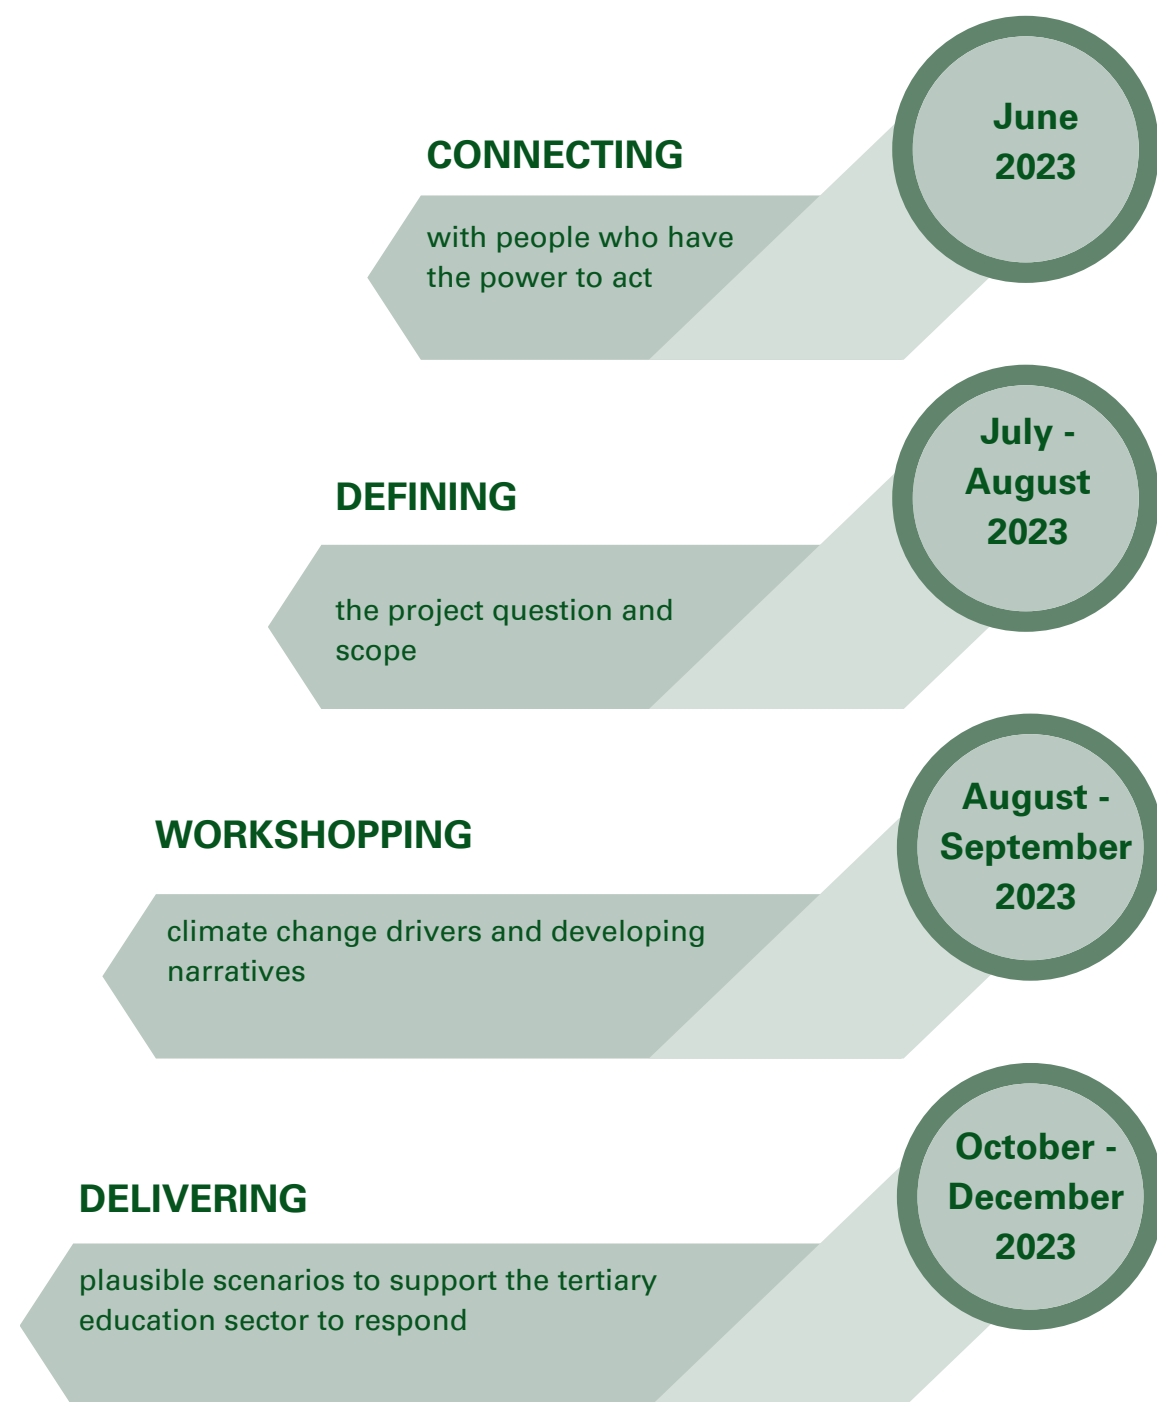 CONNECTING
June
2023
with people who have
the power to act
DEFINING
July -
August
2023
the project question and
scope
WORKSHOPPING
August -
September
2023
climate change drivers and developing
narratives
DELIVERING
October -
December
2023
plausible scenarios to support the tertiary
education sector to respond